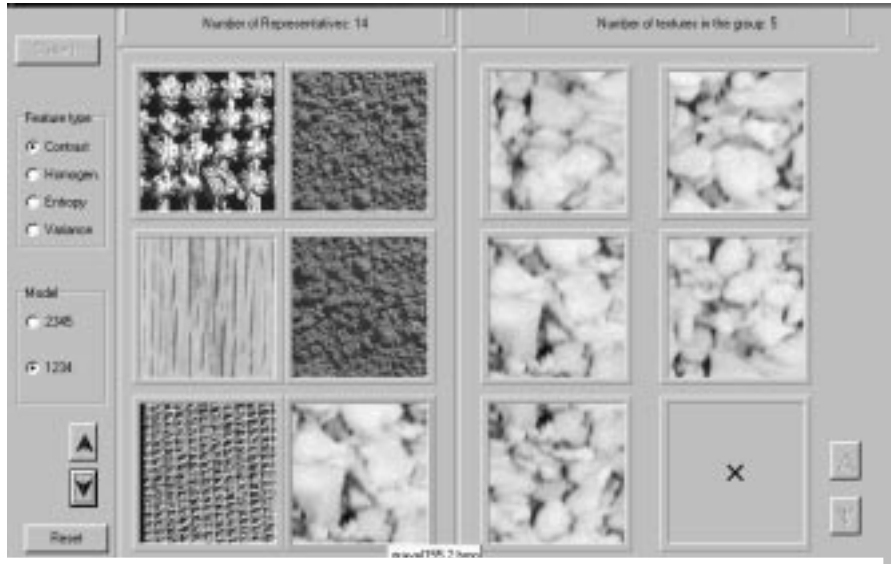 Number of Representatives: 14
Number of textures in the group: 5
Feature type
Contrast
Homogen.
Entropy
Variance
Model
2345
1234
Reset